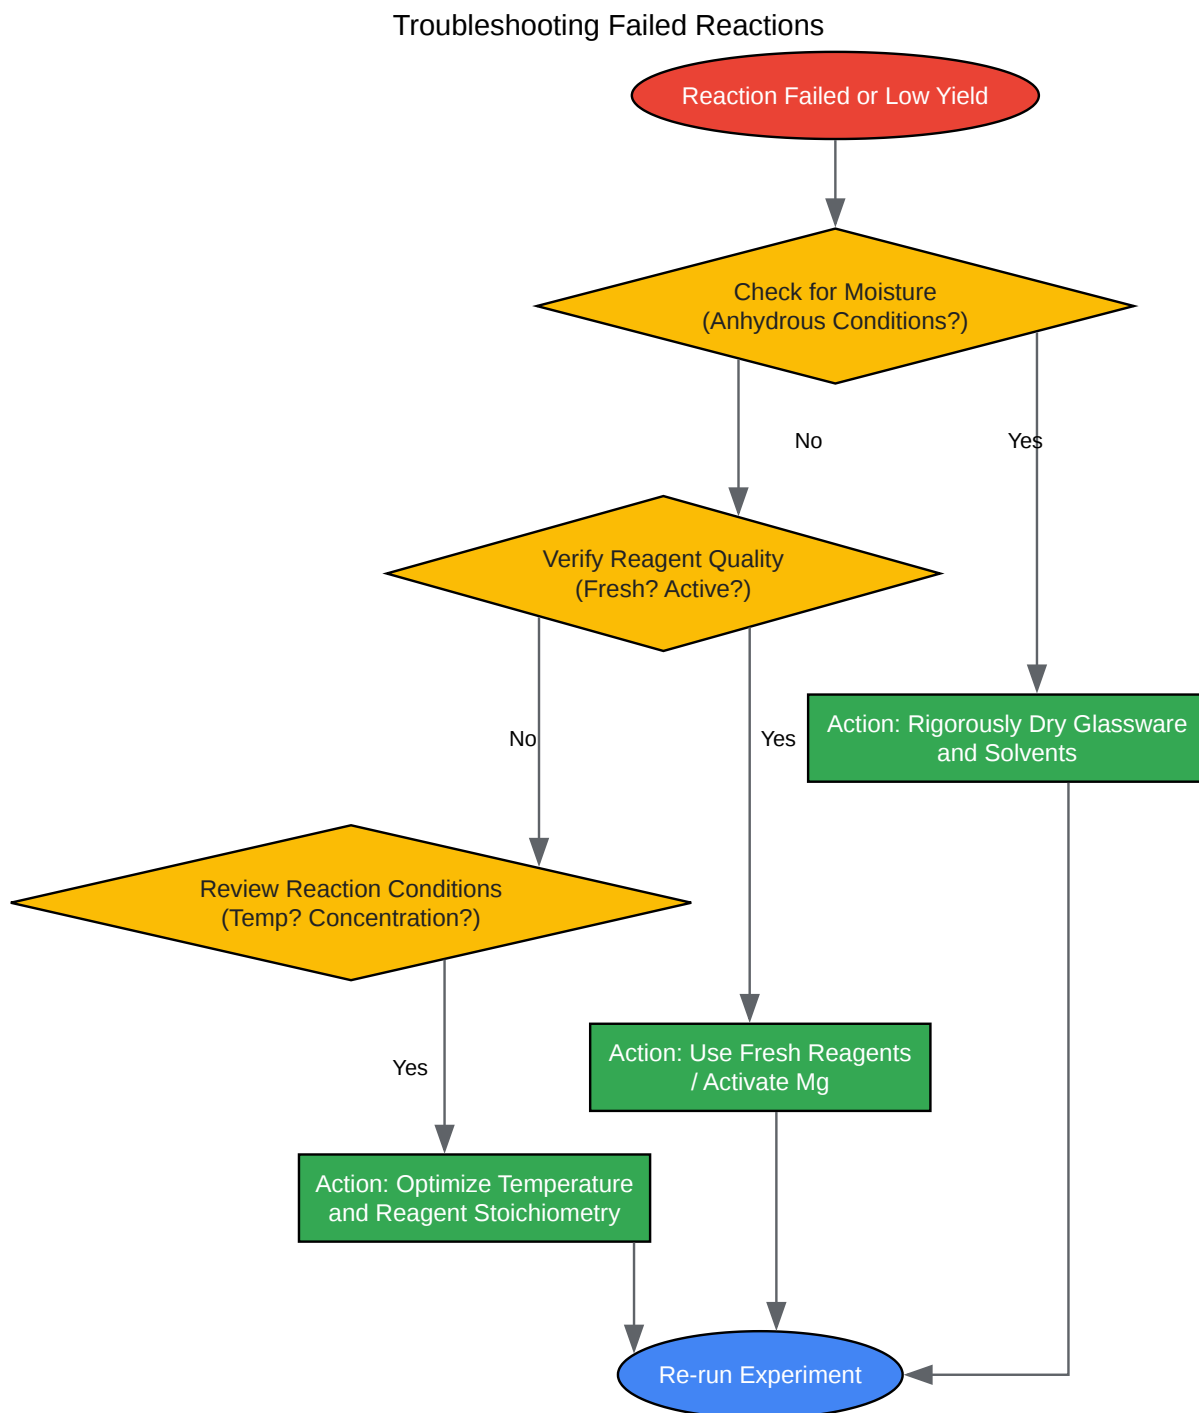 Troubleshooting Failed Reactions
Reaction Failed or Low Yield
Check for Moisture
(Anhydrous Conditions?)
No
Yes
Verify Reagent Quality
(Fresh? Active?)
No
Yes
Action: Rigorously Dry Glassware
and Solvents
Review Reaction Conditions
(Temp? Concentration?)
Yes
Action: Use Fresh Reagents
/ Activate Mg
Action: Optimize Temperature
and Reagent Stoichiometry
Re-run Experiment